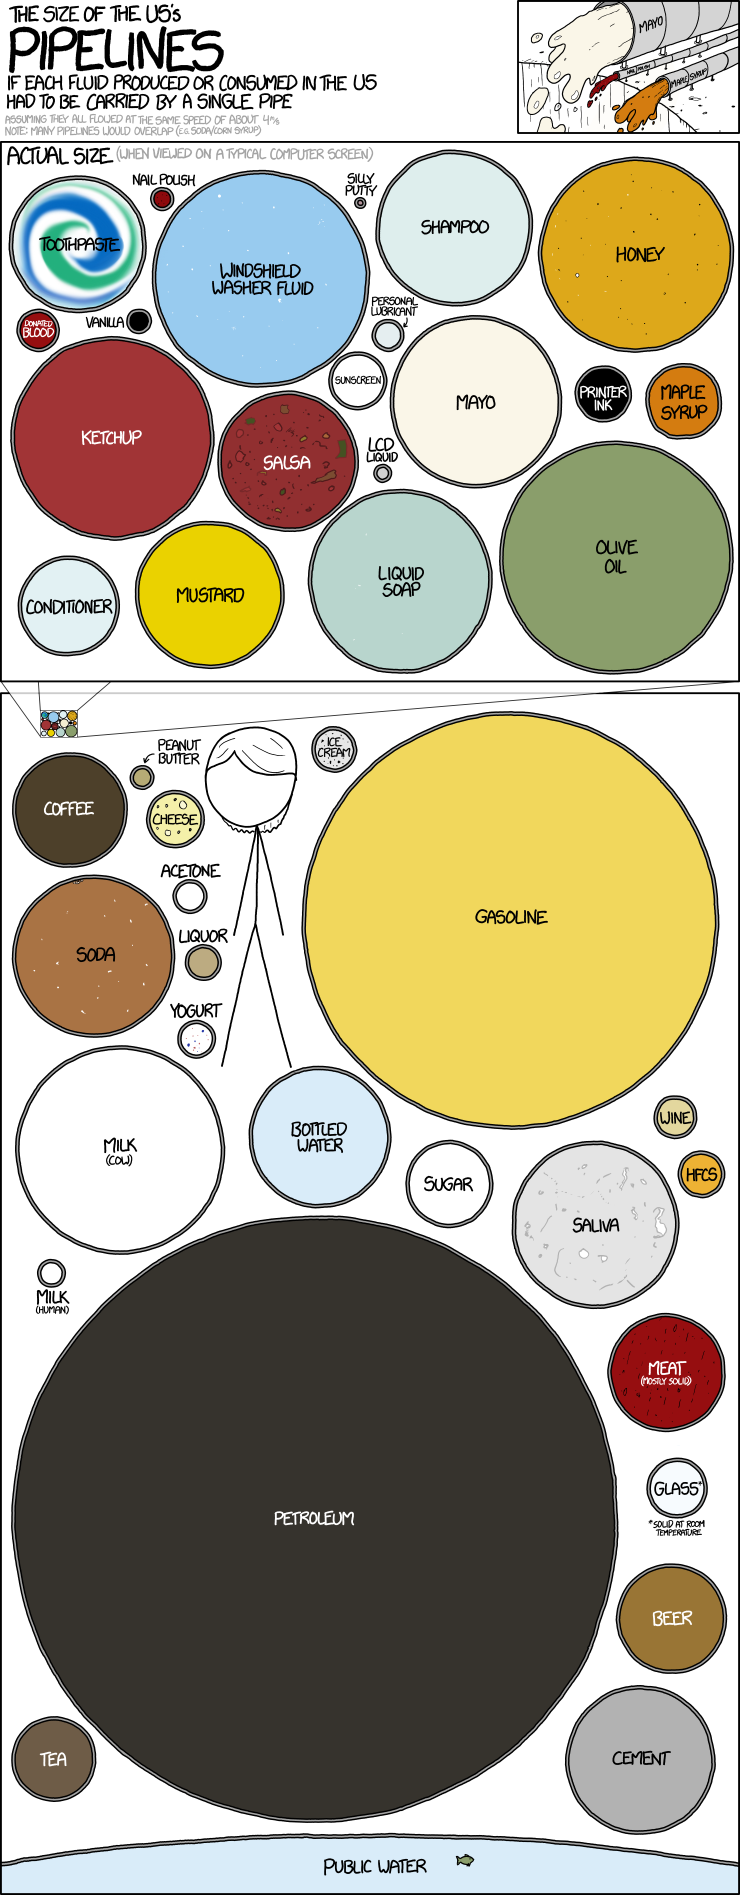 THE SIZE OF THE US's
PIPELINES
IF EACH FLUID PRODUCED OR CONSUMED IN THE US
HAD TO BE CARRIED BY A SINGLE PIPE
ASSUMING THEY ALL FLOWED AT THE SAME SPEED OF ABOUT 4 m/s
NOTE: MANY PIPELINES WOULD OVERLAP (E.G. SODA/CORN SYRUP)
MAYO
NAIL POLISH
MAPLE SYRUP
ACTUAL SIZE (WHEN VIEWED ON A TYPICAL COMPUTER SCREEN)
TOOTHPASTE
NAIL POLISH
WINDSHIELD
WASHER FLUID
SILLY
PUTTY
SHAMPOO
HONEY
DONATED
BLOOD
VANILLA
PERSONAL
LUBRICANT
SUNSCREEN
MAYO
PRINTER
INK
MAPLE
SYRUP
KETCHUP
SALSA
LCD
LIQUID
OLIVE
OIL
CONDITIONER
MUSTARD
LIQUID
SOAP
PEANUT
BUTTER
ICE
CREAM
COFFEE
CHEESE
ACETONE
GASOLINE
SODA
LIQUOR
YOGURT
MILK
(COW)
BOTTLED
WATER
WINE
SUGAR
HFCS
SALIVA
MILK
(HUMAN)
MEAT
(MOSTLY SOLID)
GLASS*
*SOLID AT ROOM
TEMPERATURE
PETROLEUM
BEER
TEA
CEMENT
PUBLIC WATER